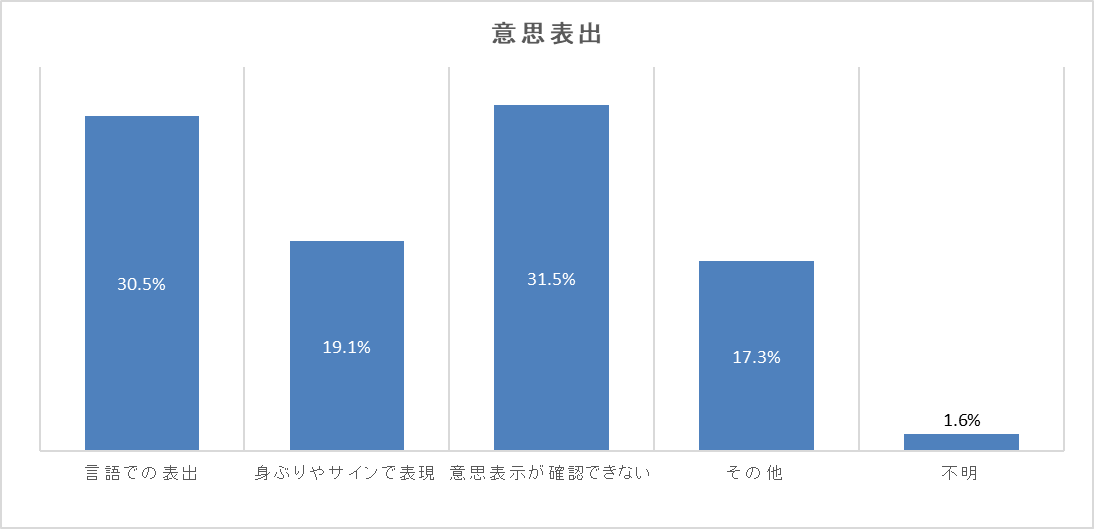 意思表出
30.5%
19.1%
31.5%
17.3%
1.6%
言語での表出
身ぶりやサインで表現
意思表示が確認できない
その他
不明